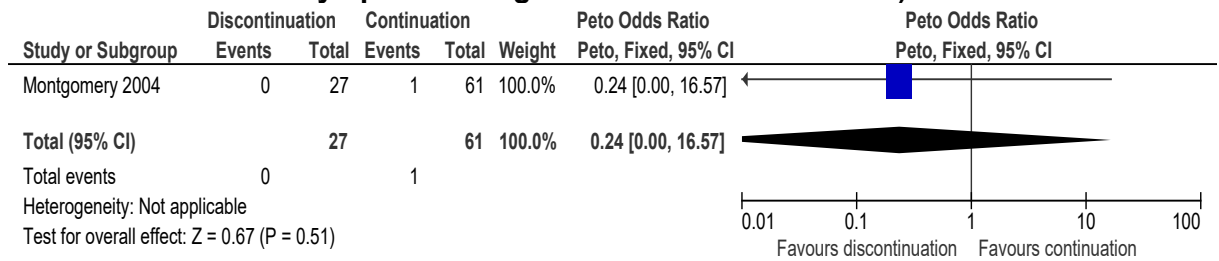 Discontinuation Continuation Peto Odds Ratio Peto Odds Ratio
Study or Subgroup Events Total Events Total Weight Peto, Fixed, 95% CI Peto, Fixed, 95% CI
Montgomery 2004 0 27 1 61 100.0% 0.24 [0.00, 16.57]
Total (95% CI) 27 61 100.0% 0.24 [0.00, 16.57]
Total events 0 1
Heterogeneity: Not applicable
Test for overall effect: Z = 0.67 (P = 0.51)
0.01 0.1 1 10 100
Favours discontinuation Favours continuation